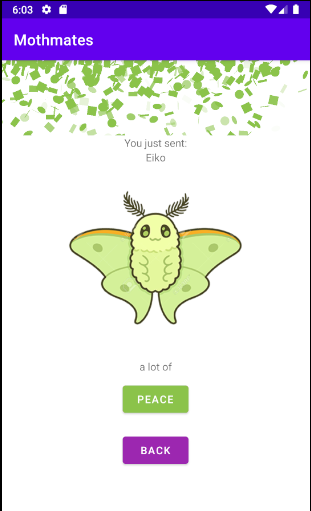 6:03
Mothmates
You just sent:
Eiko
a lot of
PEACE
BACK